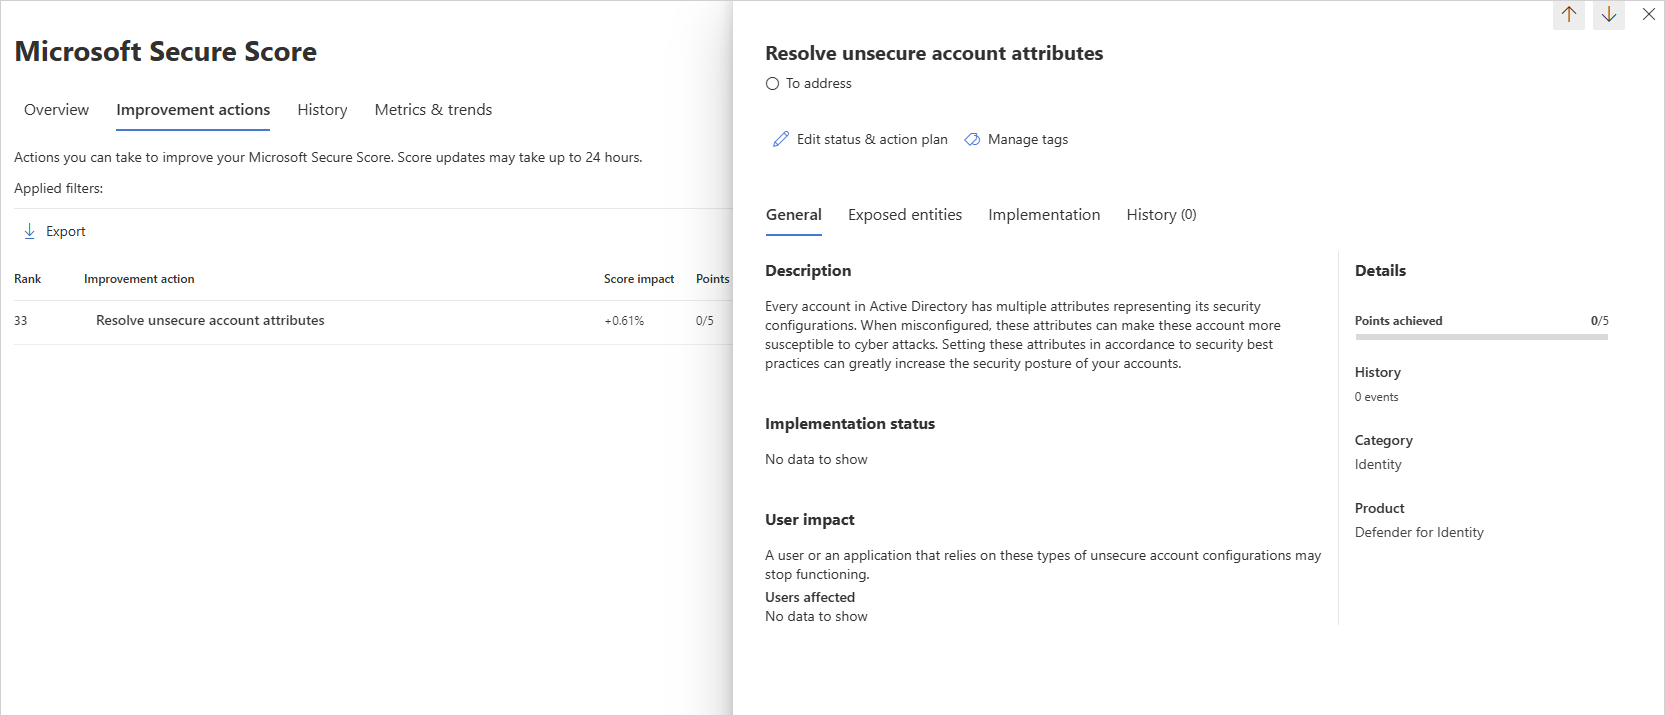 Microsoft Secure Score
Overview
Improvement actions
History
Metrics & trends
Actions you can take to improve your Microsoft Secure Score. Score updates may take up to 24 hours.
Applied filters:
Export
Rank
Improvement action
Score impact
Points
33
Resolve unsecure account attributes
+0.61%
0/5
Resolve unsecure account attributes
To address
Edit status & action plan
Manage tags
General
Exposed entities
Implementation
History (0)
Description
Every account in Active Directory has multiple attributes representing its security
configurations. When misconfigured, these attributes can make these account more
susceptible to cyber attacks. Setting these attributes in accordance to security best
practices can greatly increase the security posture of your accounts.
Implementation status
No data to show
User impact
A user or an application that relies on these types of unsecure account configurations may
stop functioning.
Users affected
No data to show
Details
Points achieved
0/5
History
0 events
Category
Identity
Product
Defender for Identity